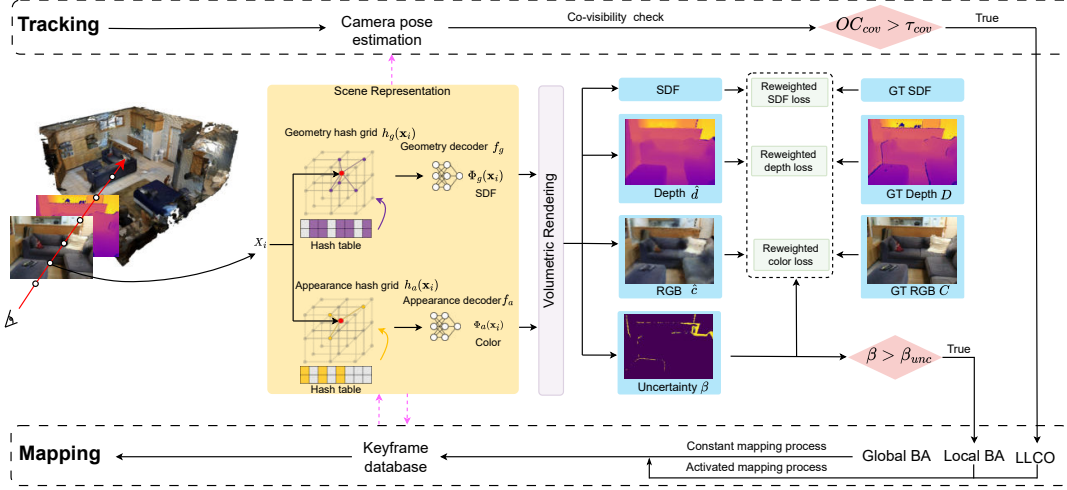 Tracking
Camera pose
estimation
Co-visibility check
OC_cov > τ_cov
True
Scene Representation
Geometry hash grid h_g(x_i)
Geometry decoder f_g
Φ_g(x_i)
SDF
Hash table
X_i
Appearance hash grid h_a(x_i)
Appearance decoder f_a
Φ_a(x_i)
Color
Hash table
Volumetric Rendering
SDF
Reweighted
SDF loss
GT SDF
Depth d̂
Reweighted
depth loss
GT Depth D
RGB ĉ
Reweighted
color loss
GT RGB C
Uncertainty β
β > β_unc
True
Mapping
Keyframe
database
Constant mapping process
Activated mapping process
Global BA
Local BA
LLCO